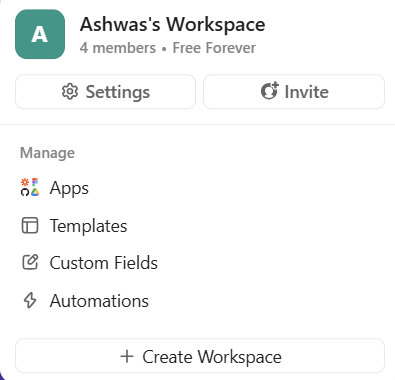 A
Ashwas's Workspace
4 members • Free Forever
Settings
Invite
Manage
Apps
Templates
Custom Fields
Automations
+ Create Workspace